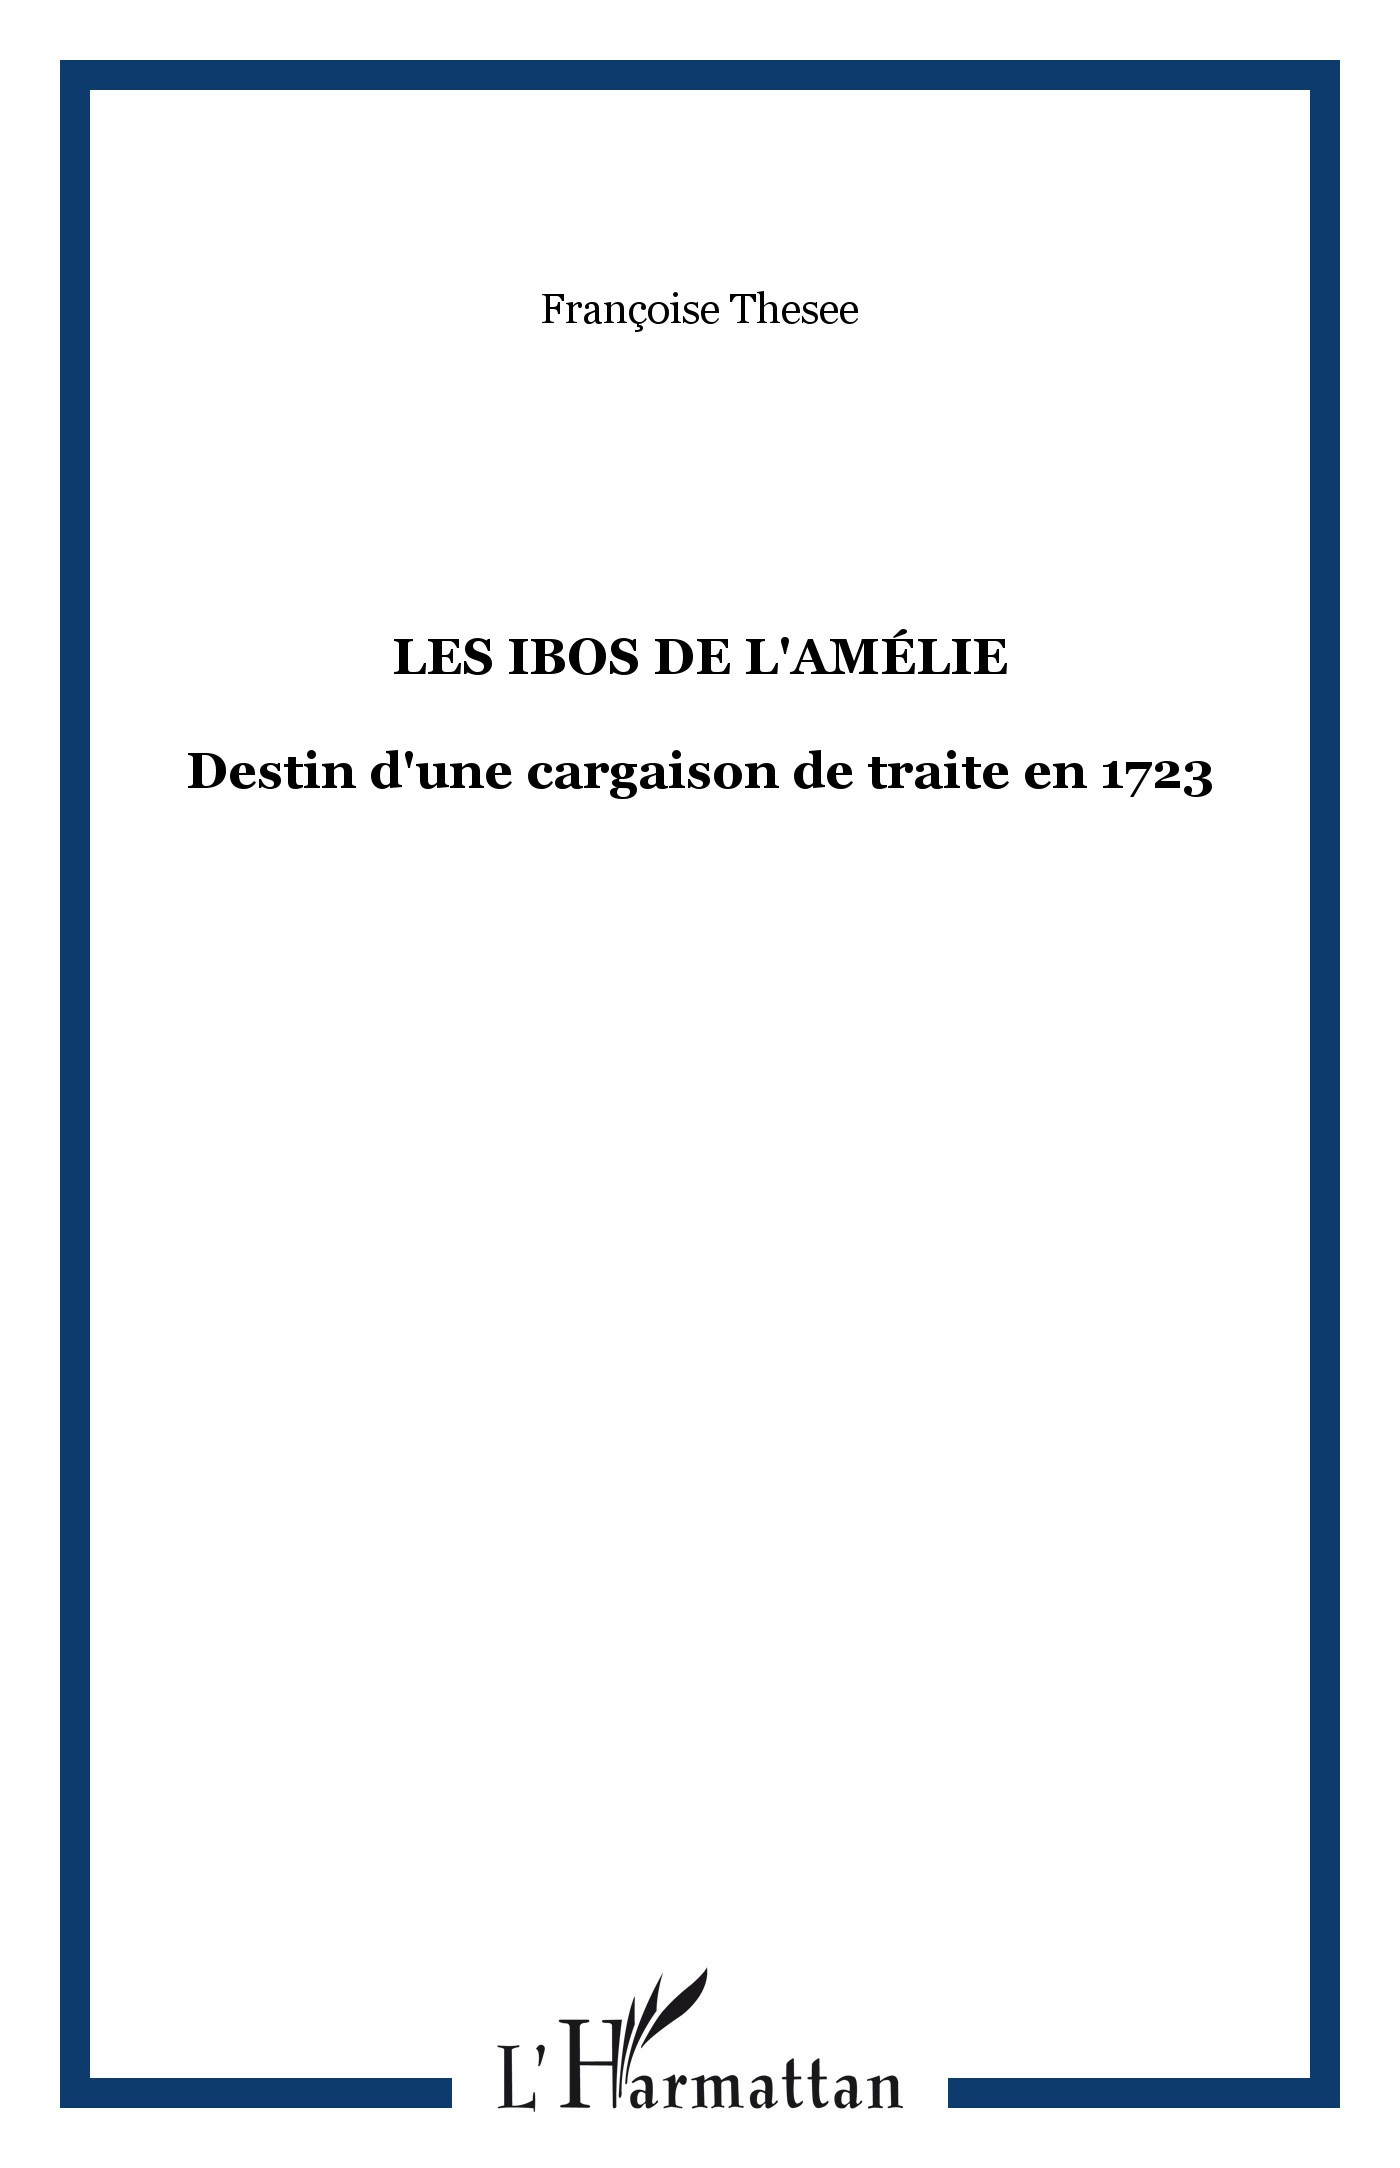 Françoise Thesee
LES IBOS DE L'AMÉLIE
Destin d'une cargaison de traite en 1723
L'Harmattan